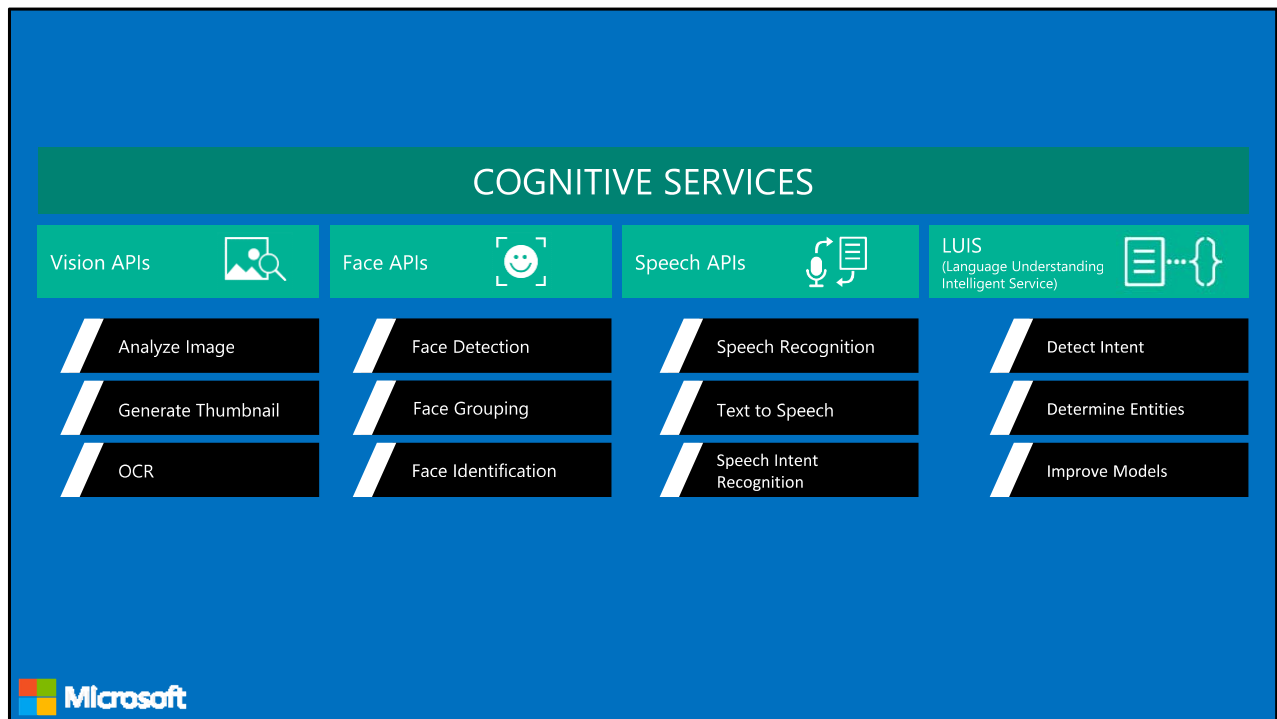 COGNITIVE SERVICES
Vision APIs
Face APIs
Speech APIs
LUIS
(Language Understanding
Intelligent Service)
Analyze Image
Generate Thumbnail
OCR
Face Detection
Face Grouping
Face Identification
Speech Recognition
Text to Speech
Speech Intent
Recognition
Detect Intent
Determine Entities
Improve Models
Microsoft